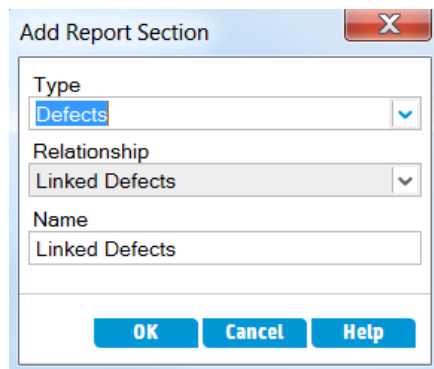 Add Report Section
Type
Defects
Relationship
Linked Defects
Name
Linked Defects
OK Cancel Help